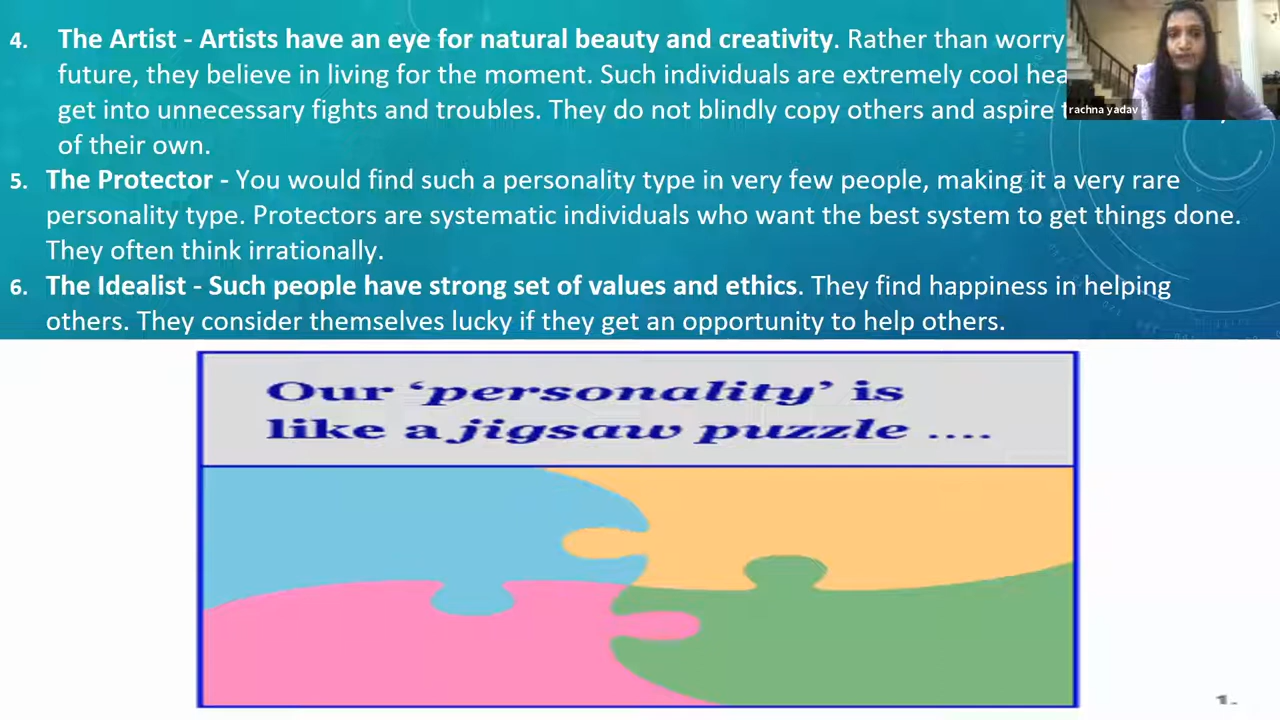 4. The Artist - Artists have an eye for natural beauty and creativity. Rather than worry
future, they believe in living for the moment. Such individuals are extremely cool
get into unnecessary fights and troubles. They do not blindly copy others and aspire
of their own.
5. The Protector - You would find such a personality type in very few people, making it a very rare
personality type. Protectors are systematic individuals who want the best system to get things done.
They often think irrationally.
6. The Idealist - Such people have strong set of values and ethics. They find happiness in helping
others. They consider themselves lucky if they get an opportunity to help others.
rachna yadav
Our ‘personality’ is
like a jigsaw puzzle ....